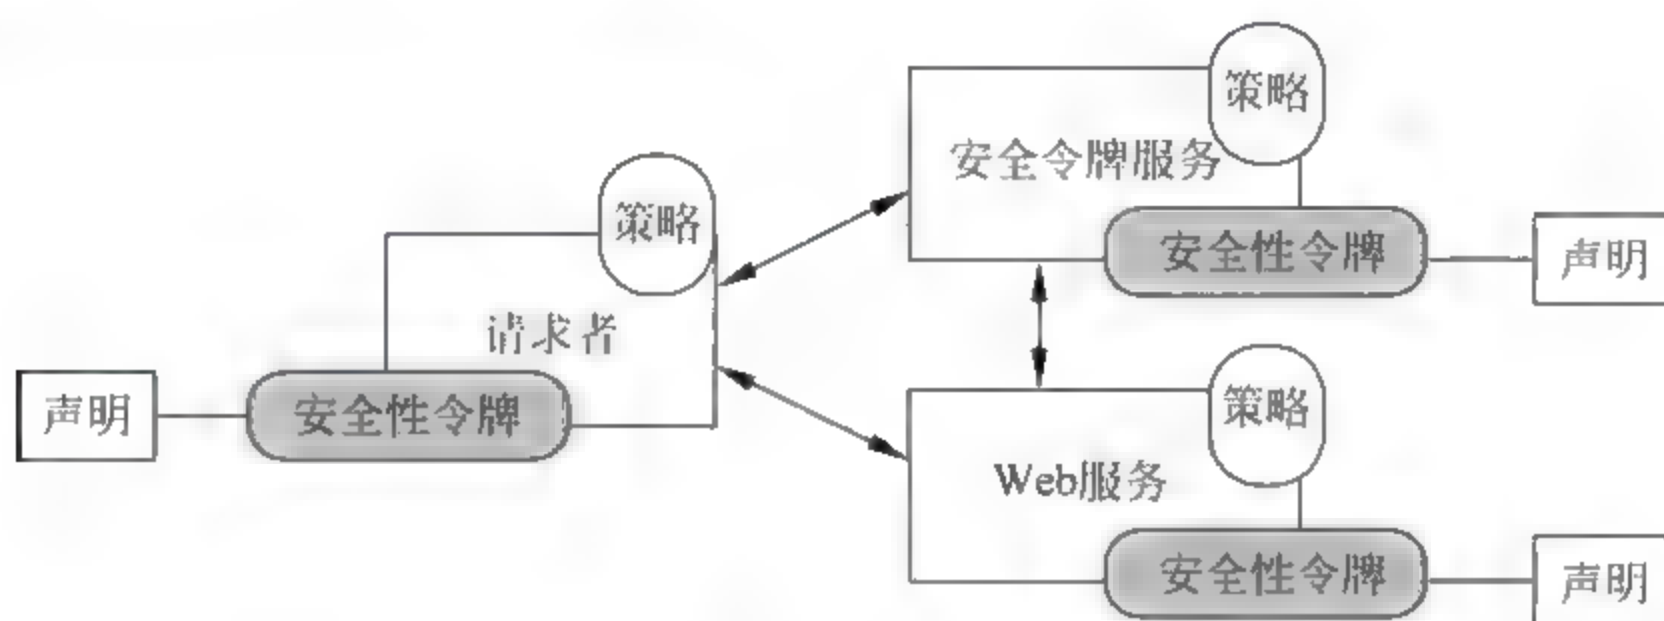 策略
安全令牌服务
安全性令牌
声明
策略
请求者
声明
安全性令牌
策略
Web服务
安全性令牌
声明